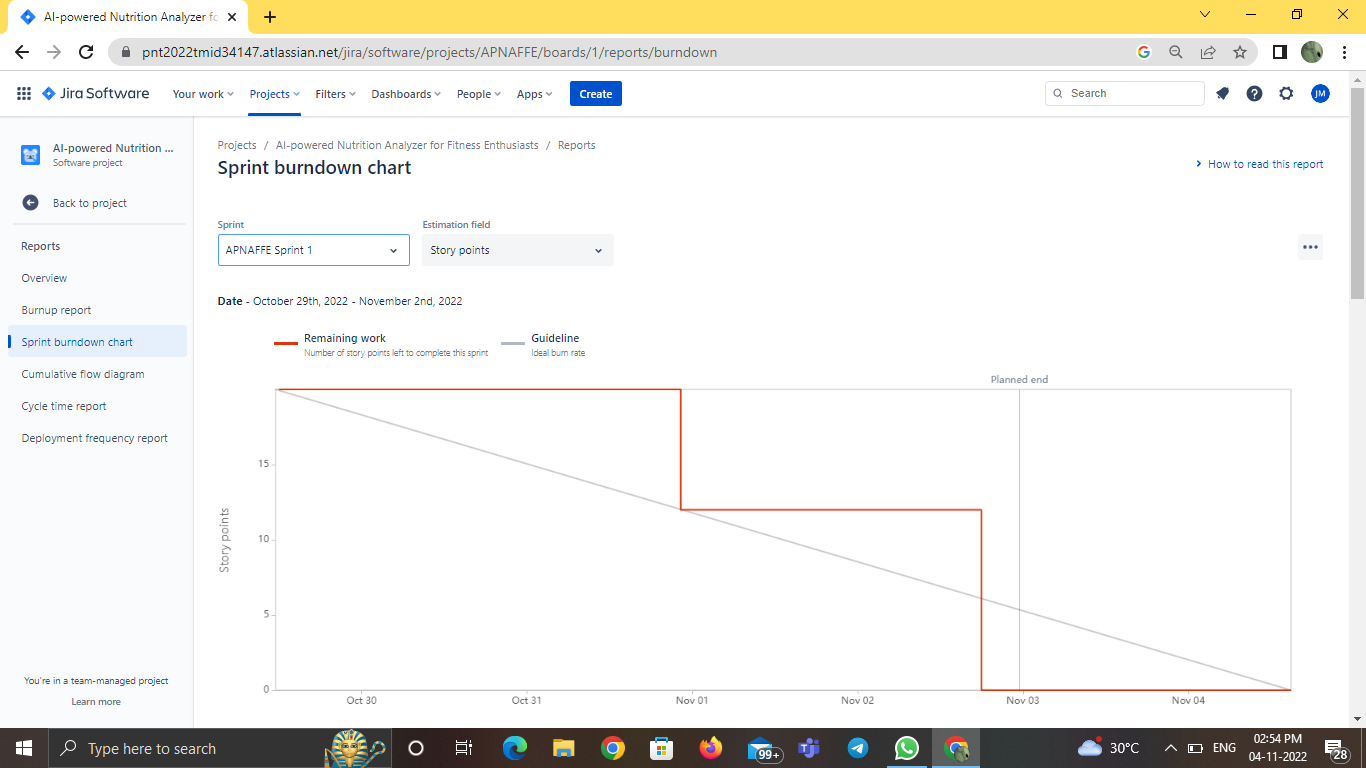 AI-powered Nutrition Analyzer fo
pnt2022tmid34147.atlassian.net/jira/software/projects/APNAFFE/boards/1/reports/burndown
Jira Software Your work Projects Filters Dashboards People Apps Create Search JM
AI-powered Nutrition ...
Software project
Back to project
Reports
Overview
Burnup report
Sprint burndown chart
Cumulative flow diagram
Cycle time report
Deployment frequency report
You're in a team-managed project
Learn more
Projects / AI-powered Nutrition Analyzer for Fitness Enthusiasts / Reports
Sprint burndown chart
How to read this report
Sprint Estimation field
APNAFFE Sprint 1 Story points
Date - October 29th, 2022 - November 2nd, 2022
Remaining work Guideline
Number of story points left to complete this sprint Ideal burn rate
Planned end
Story points
15
10
5
0
Oct 30 Oct 31 Nov 01 Nov 02 Nov 03 Nov 04
Type here to search 99+ 30°C ENG 02:54 PM
04-11-2022 28